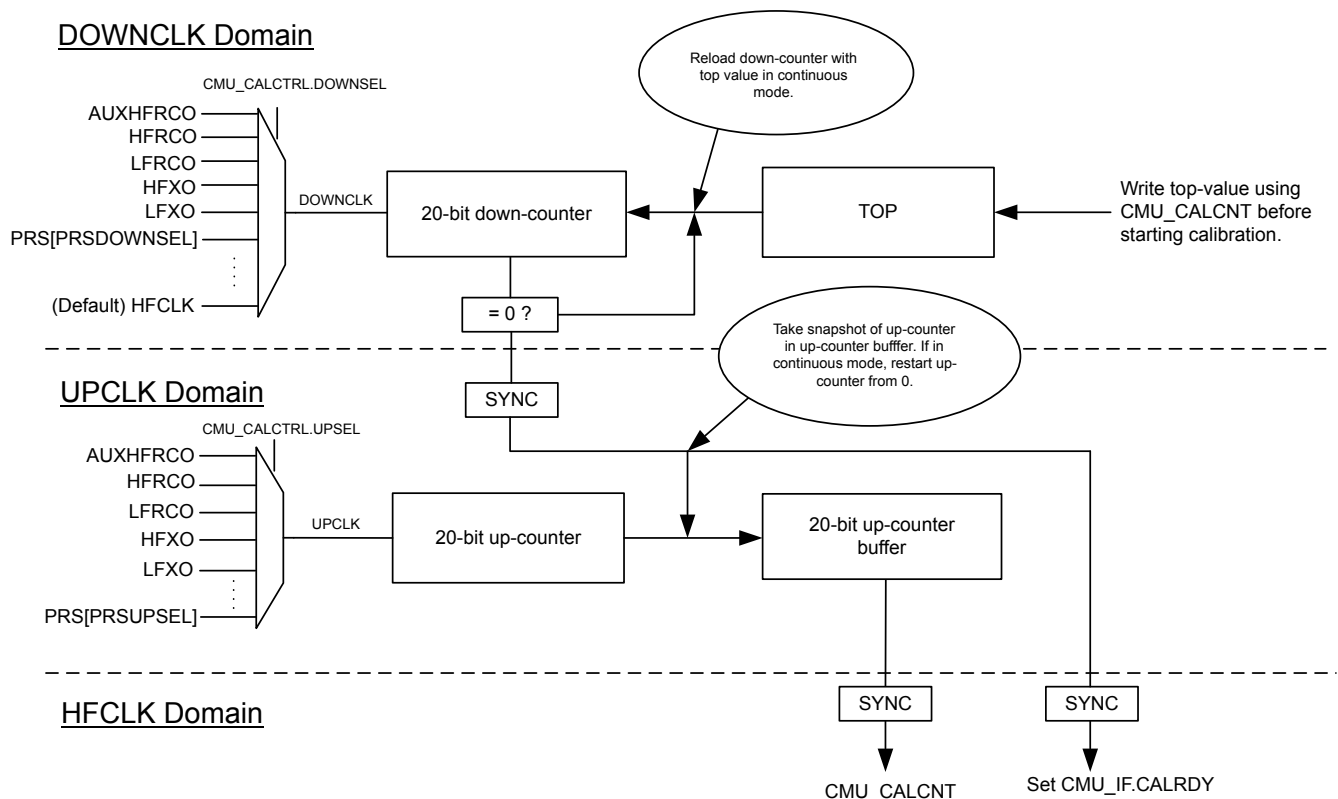 DOWNCLK Domain
CMU_CALCTRL.DOWNSEL
AUXHFRCO
HFRCO
LFRCO
HFXO
LFXO
PRS[PRSDOWNSEL]
(Default) HFCLK
DOWNCLK
20-bit down-counter
Reload down-counter with
top value in continuous
mode.
TOP
Write top-value using
CMU_CALCNT before
starting calibration.
= 0 ?
Take snapshot of up-counter
in up-counter bufffer. If in
continuous mode, restart up-
counter from 0.
UPCLK Domain
SYNC
CMU_CALCTRL.UPSEL
AUXHFRCO
HFRCO
LFRCO
HFXO
LFXO
PRS[PRSUPSEL]
UPCLK
20-bit up-counter
20-bit up-counter
buffer
HFCLK Domain
SYNC
SYNC
CMU_CALCNT
Set CMU_IF.CALRDY